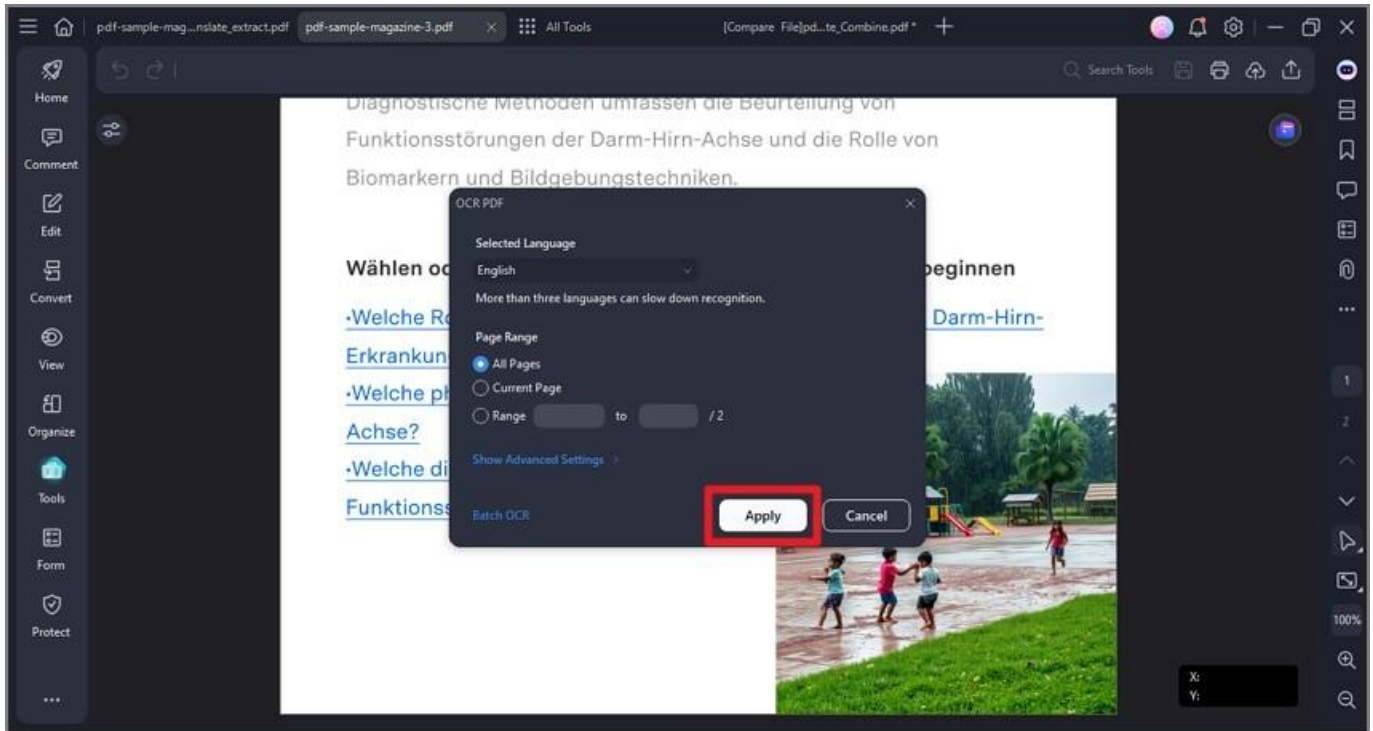 pdf-sample-mag...nslate_extract.pdf
pdf-sample-magazine-3.pdf
All Tools
[Compare File]pd...te_Combine.pdf *
Search Tools
Home
Comment
Edit
Convert
View
Organize
Tools
Form
Protect
Diagnostische Methoden umfassen die Beurteilung von
Funktionsstörungen der Darm-Hirn-Achse und die Rolle von
Biomarkern und Bildgebungstechniken.
Wählen od
beginnen
•Welche Ro
Darm-Hirn-
Erkrankun
•Welche ph
Achse?
•Welche di
Funktionss
OCR PDF
Selected Language
English
More than three languages can slow down recognition.
Page Range
All Pages
Current Page
Range to / 2
Show Advanced Settings >
Batch OCR
Apply
Cancel
1
2
100%
X:
Y: